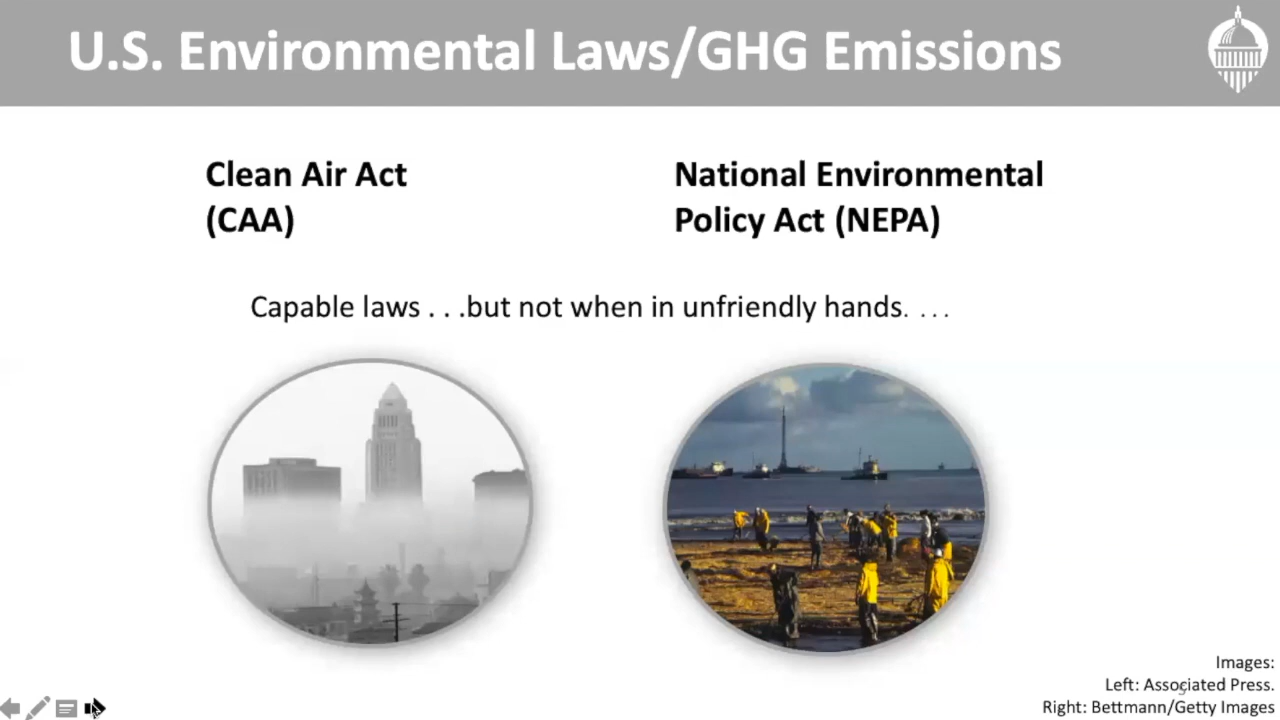 U.S. Environmental Laws/GHG Emissions
Clean Air Act
(CAA)
National Environmental
Policy Act (NEPA)
Capable laws . . .but not when in unfriendly hands. . . .
Images:
Left: Associated Press.
Right: Bettmann/Getty Images